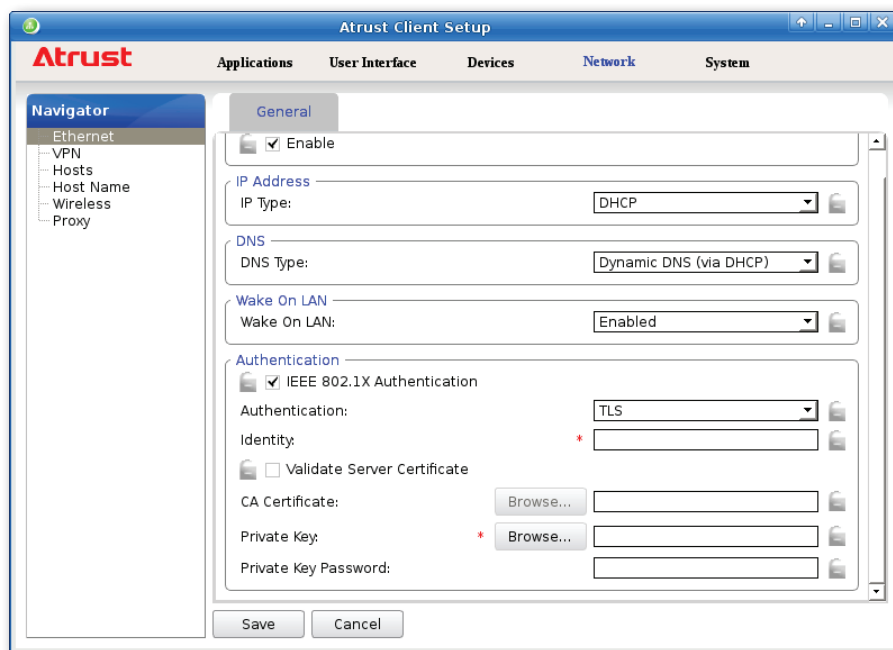 Atrust Client Setup
Atrust
Applications User Interface Devices Network System
Navigator
Ethernet
VPN
Hosts
Host Name
Wireless
Proxy
General
Enable
IP Address
IP Type: DHCP
DNS
DNS Type: Dynamic DNS (via DHCP)
Wake On LAN
Wake On LAN: Enabled
Authentication
IEEE 802.1X Authentication
Authentication: TLS
Identity: *
Validate Server Certificate
CA Certificate: Browse...
Private Key: * Browse...
Private Key Password:
Save Cancel